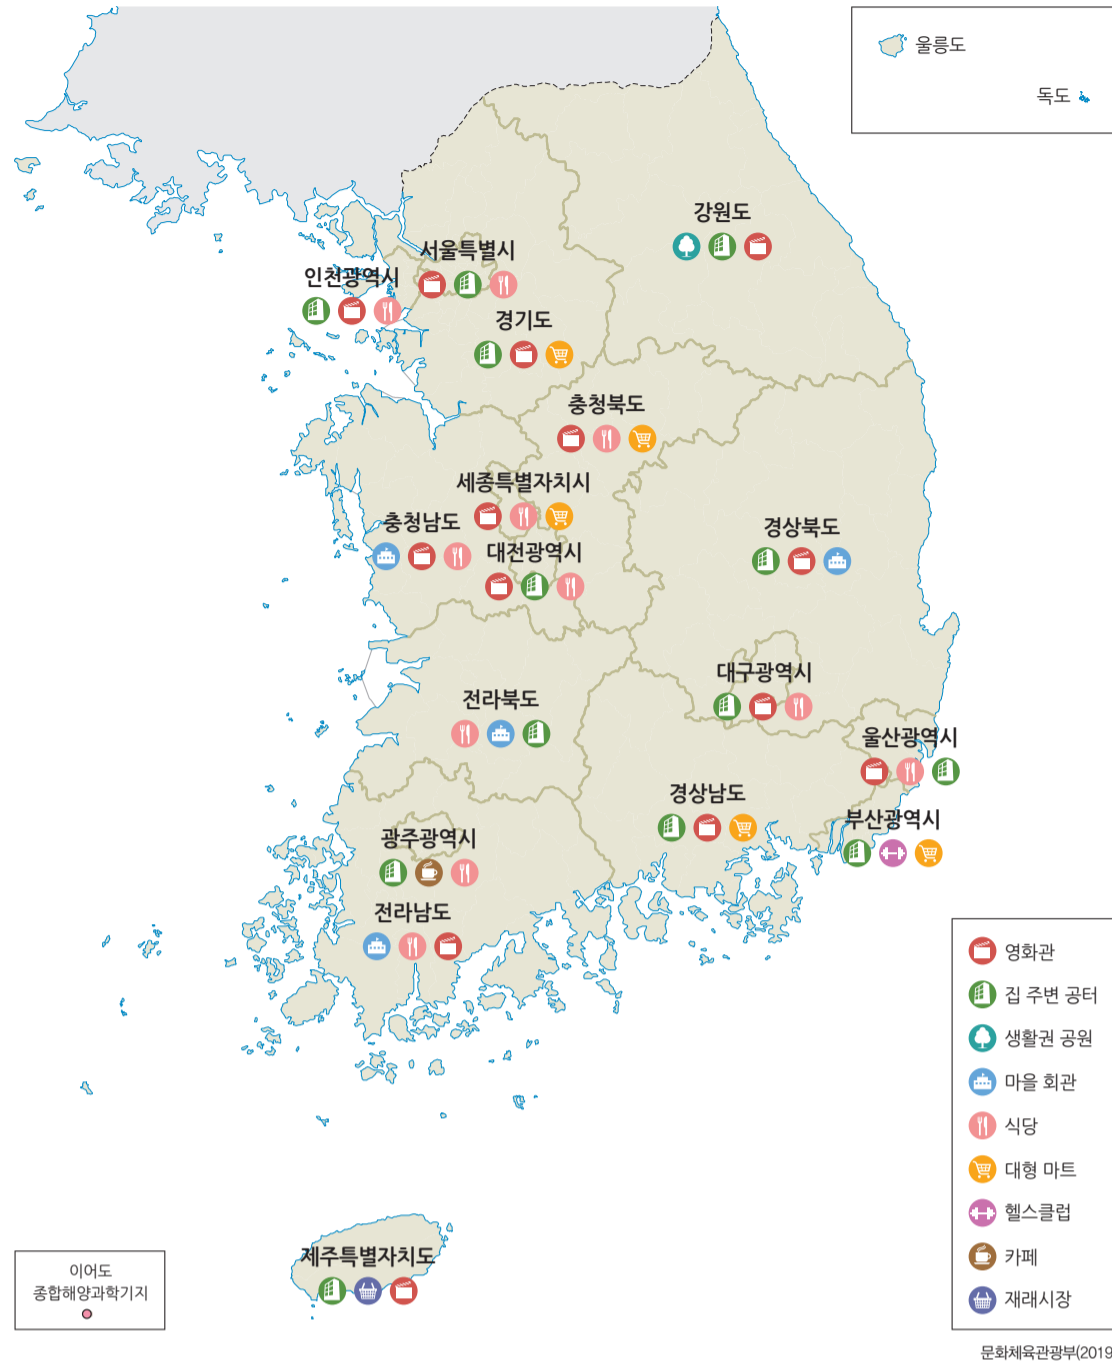 울릉도
독도
강원도
서울특별시
인천광역시
경기도
충청북도
세종특별자치시
충청남도
경상북도
대전광역시
대구광역시
전라북도
울산광역시
경상남도
부산광역시
광주광역시
전라남도
영화관
집 주변 공터
생활권 공원
마을 회관
식당
대형 마트
헬스클럽
카페
재래시장
제주특별자치도
이어도
종합해양과학기지
문화체육관광부(2019